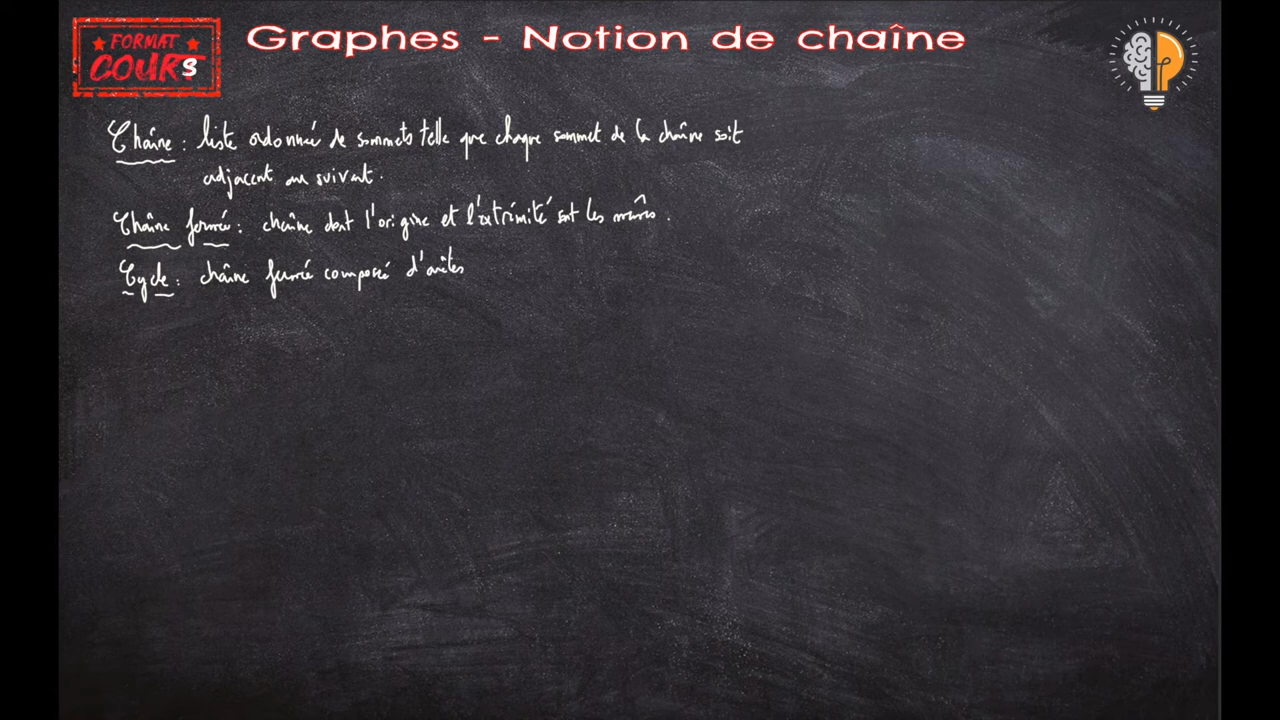 FORMAT
COURS
Graphes - Notion de chaîne
Chaîne : liste ordonnée de sommets telle que chaque sommet de la chaîne soit
adjacent au suivant.
Chaîne fermée : chaîne dont l'origine et l'extrémité sont les mêmes.
Cycle : chaîne fermée composé d'arêtes